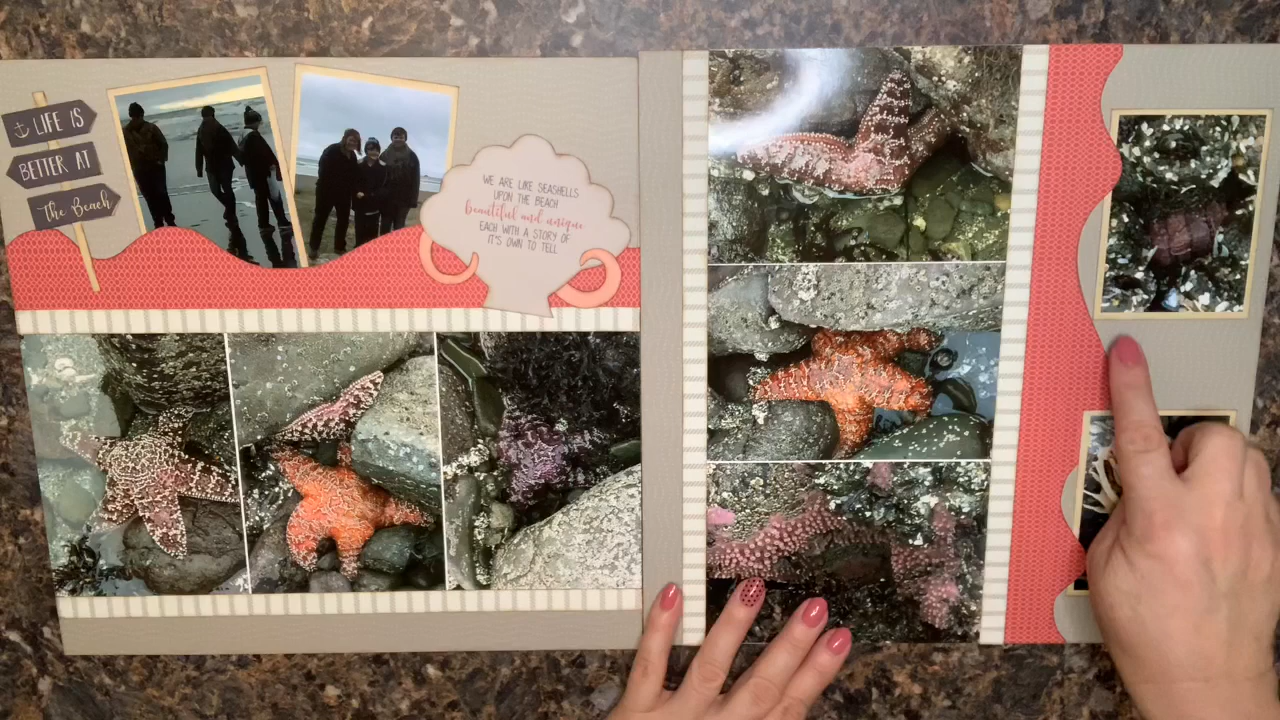 LIFE IS
BETTER AT
the Beach
WE ARE LIKE SEASHELLS
UPON THE BEACH
beautiful and unique
EACH WITH A STORY OF
IT'S OWN TO TELL